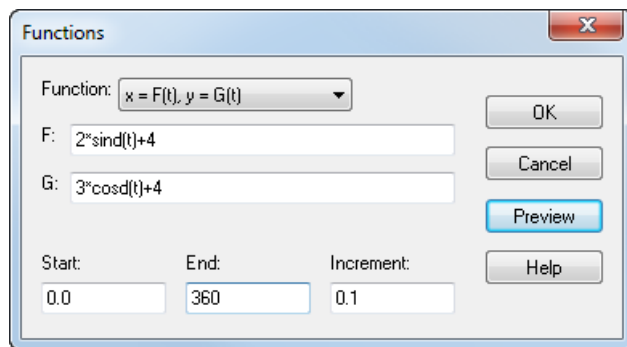 Functions
Function: x = F(t), y = G(t)
F: 2*sind(t)+4
G: 3*cosd(t)+4
Start: End: Increment:
0.0 360 0.1
OK
Cancel
Preview
Help